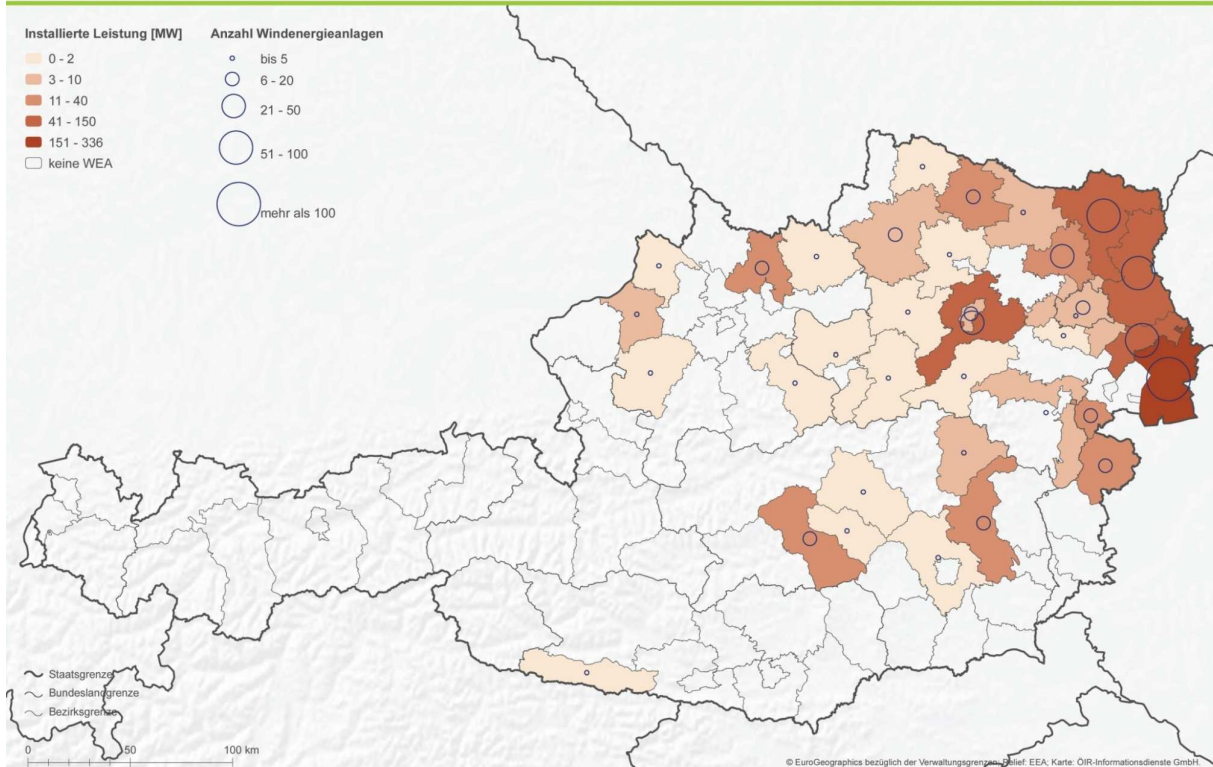 Installierte Leistung [MW]
0 - 2
3 - 10
11 - 40
41 - 150
151 - 336
keine WEA
Anzahl Windenergieanlagen
bis 5
6 - 20
21 - 50
51 - 100
mehr als 100
Staatsgrenze
Bundeslandgrenze
Bezirksgrenze
0 50 100 km
© EuroGeographics bezüglich der Verwaltungsgrenzen; Relief: EEA; Karte: ÖIR-Informationsdienste GmbH.